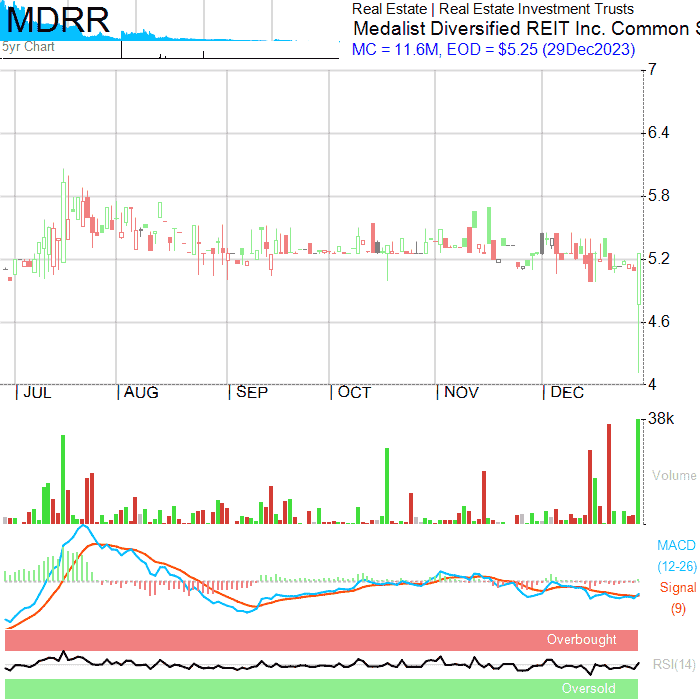 MDRR
5yr Chart
Real Estate | Real Estate Investment Trusts
Medalist Diversified REIT Inc. Common S
MC = 11.6M, EOD = $5.25 (29Dec2023)
7
6.4
5.8
5.2
4.6
4
| JUL | AUG | SEP | OCT | NOV | DEC
38k
Volume
MACD
(12-26)
Signal
(9)
Overbought
RSI(14)
Oversold